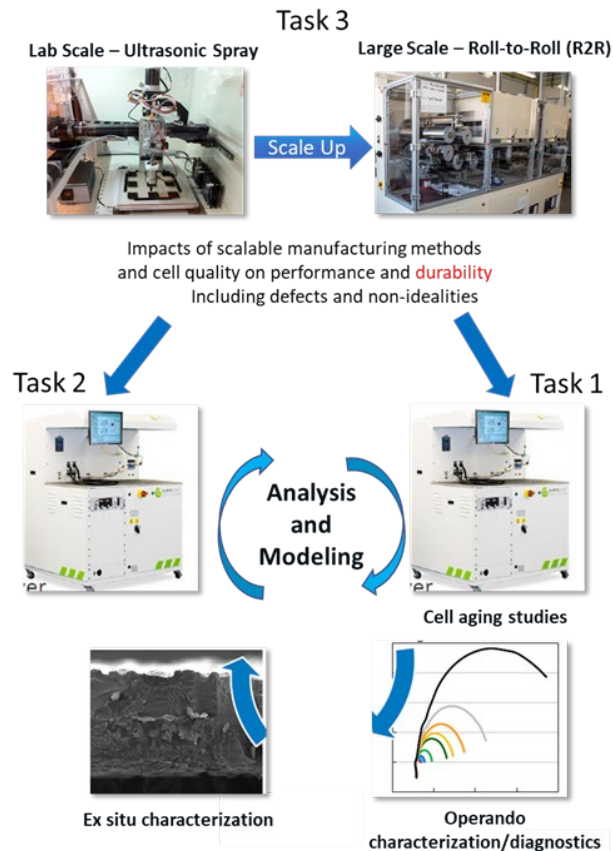 Task 3
Lab Scale – Ultrasonic Spray
Large Scale – Roll-to-Roll (R2R)
Scale Up
Impacts of scalable manufacturing methods
and cell quality on performance and durability
Including defects and non-idealities
Task 2
Task 1
Analysis
and
Modeling
Cell aging studies
Ex situ characterization
Operando
characterization/diagnostics